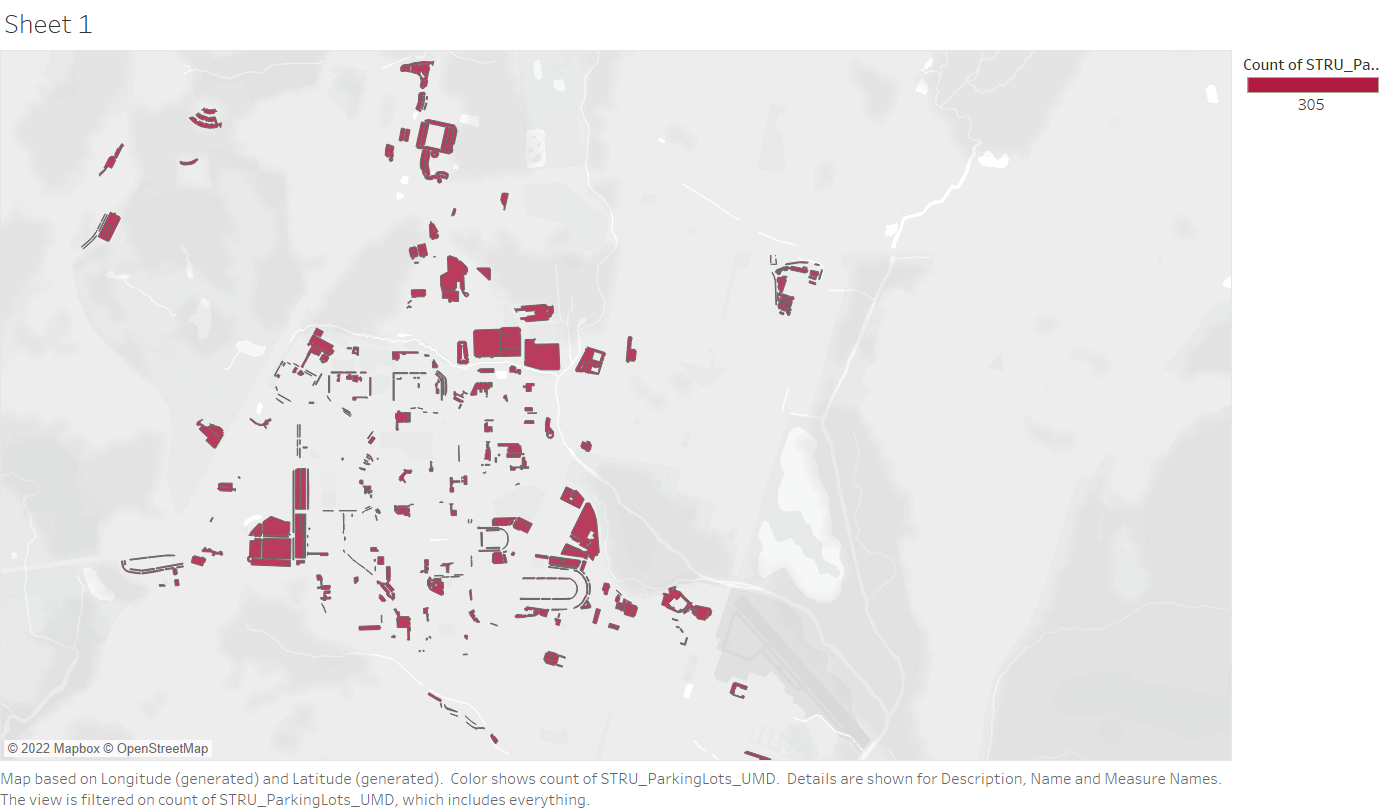 Sheet 1
Count of STRU_Pa..
305
© 2022 Mapbox © OpenStreetMap
Map based on Longitude (generated) and Latitude (generated).  Color shows count of STRU_ParkingLots_UMD.  Details are shown for Description, Name and Measure Names.
The view is filtered on count of STRU_ParkingLots_UMD, which includes everything.